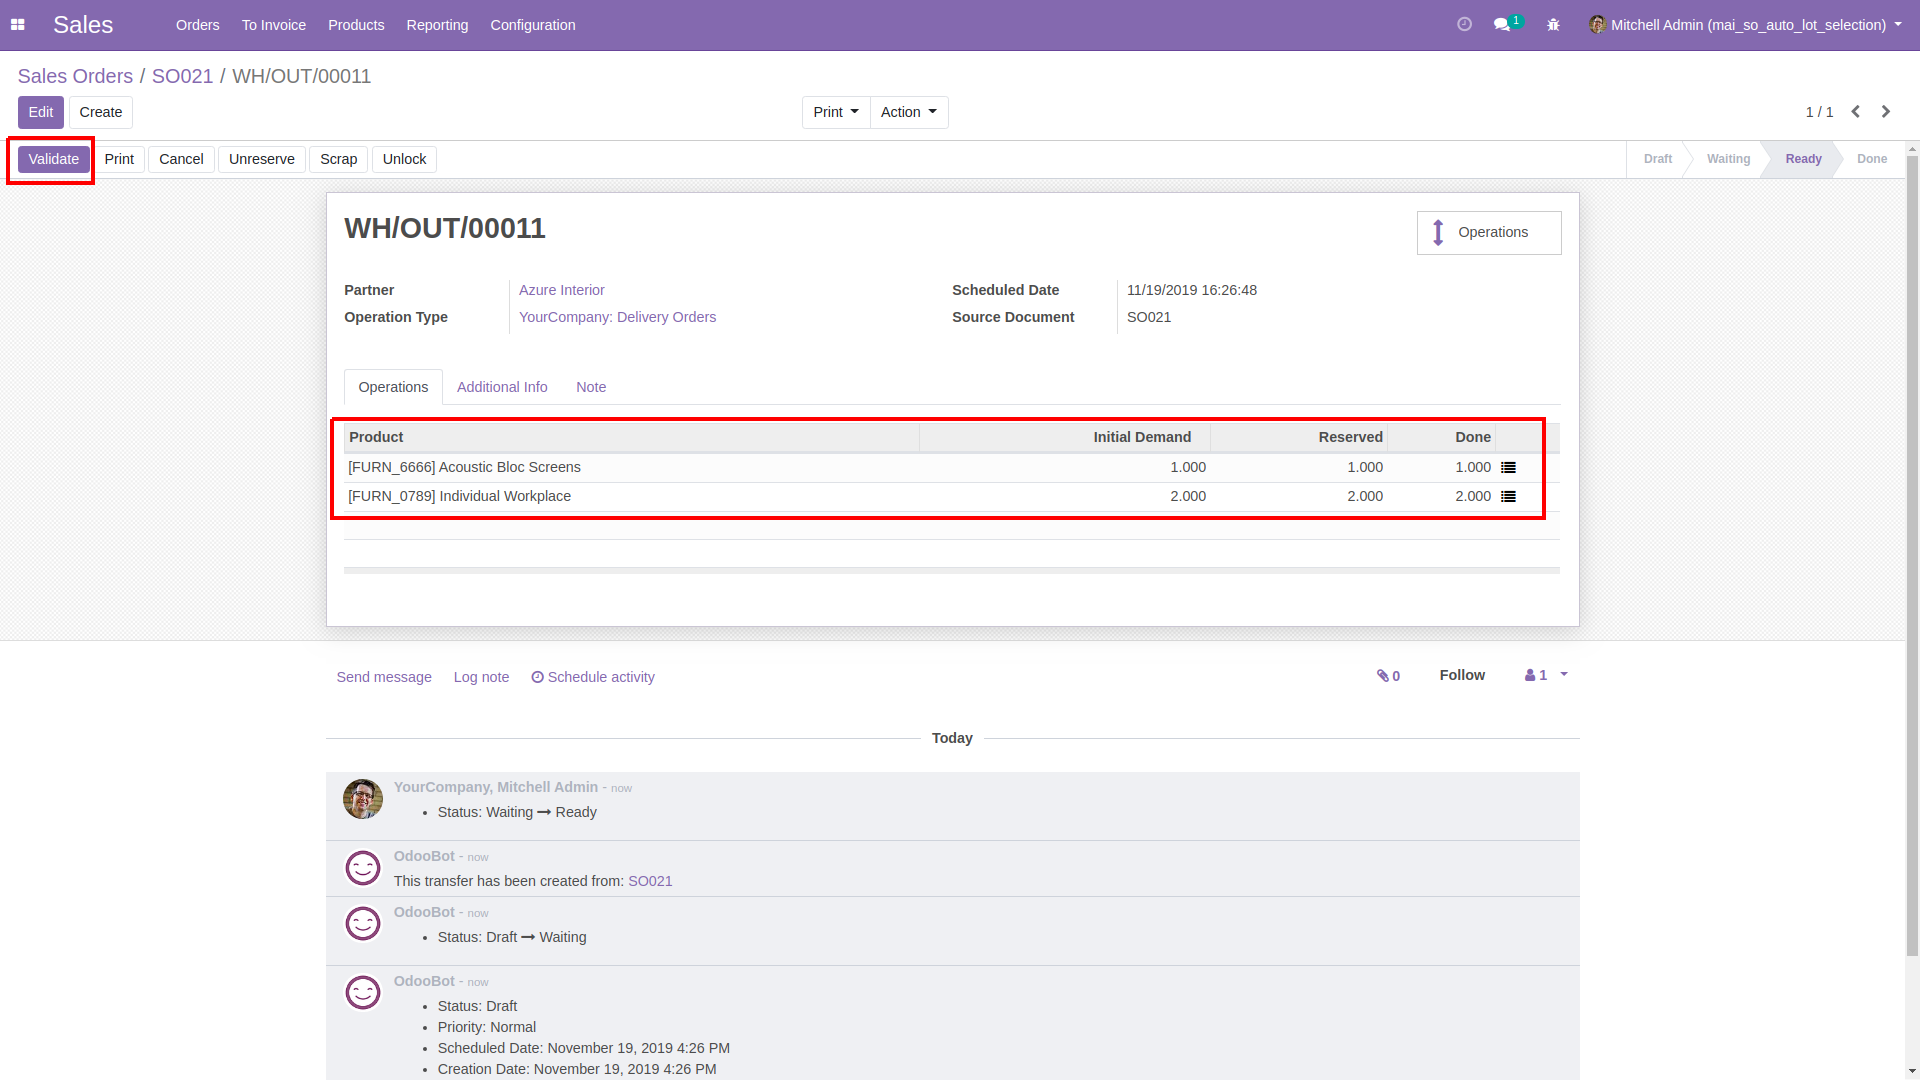 Sales Orders To Invoice Products Reporting Configuration 1 Mitchell Admin (mai_so_auto_lot_selection)
Sales Orders / SO021 / WH/OUT/00011
Edit Create Print Action 1 / 1
Validate Print Cancel Unreserve Scrap Unlock Draft Waiting Ready Done
WH/OUT/00011
Operations
Partner Azure Interior Scheduled Date 11/19/2019 16:26:48
Operation Type YourCompany: Delivery Orders Source Document SO021
Operations Additional Info Note
Product Initial Demand Reserved Done
[FURN_6666] Acoustic Bloc Screens 1.000 1.000 1.000
[FURN_0789] Individual Workplace 2.000 2.000 2.000
Send message Log note Schedule activity 0 Follow 1
Today
YourCompany, Mitchell Admin - now
• Status: Waiting → Ready
OdooBot - now
This transfer has been created from: SO021
OdooBot - now
• Status: Draft → Waiting
OdooBot - now
• Status: Draft
• Priority: Normal
• Scheduled Date: November 19, 2019 4:26 PM
• Creation Date: November 19, 2019 4:26 PM